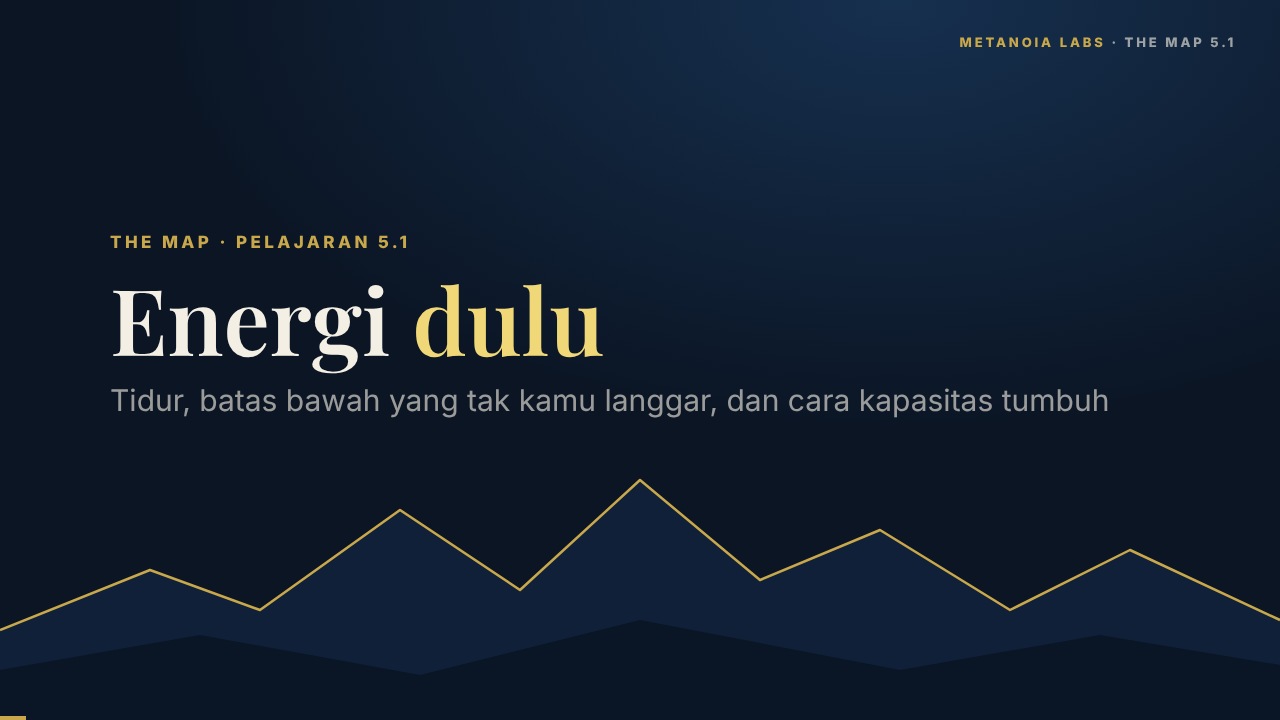 METANOIA LABS · THE MAP 5.1
THE MAP · PELAJARAN 5.1
Energi dulu
Tidur, batas bawah yang tak kamu langgar, dan cara kapasitas tumbuh